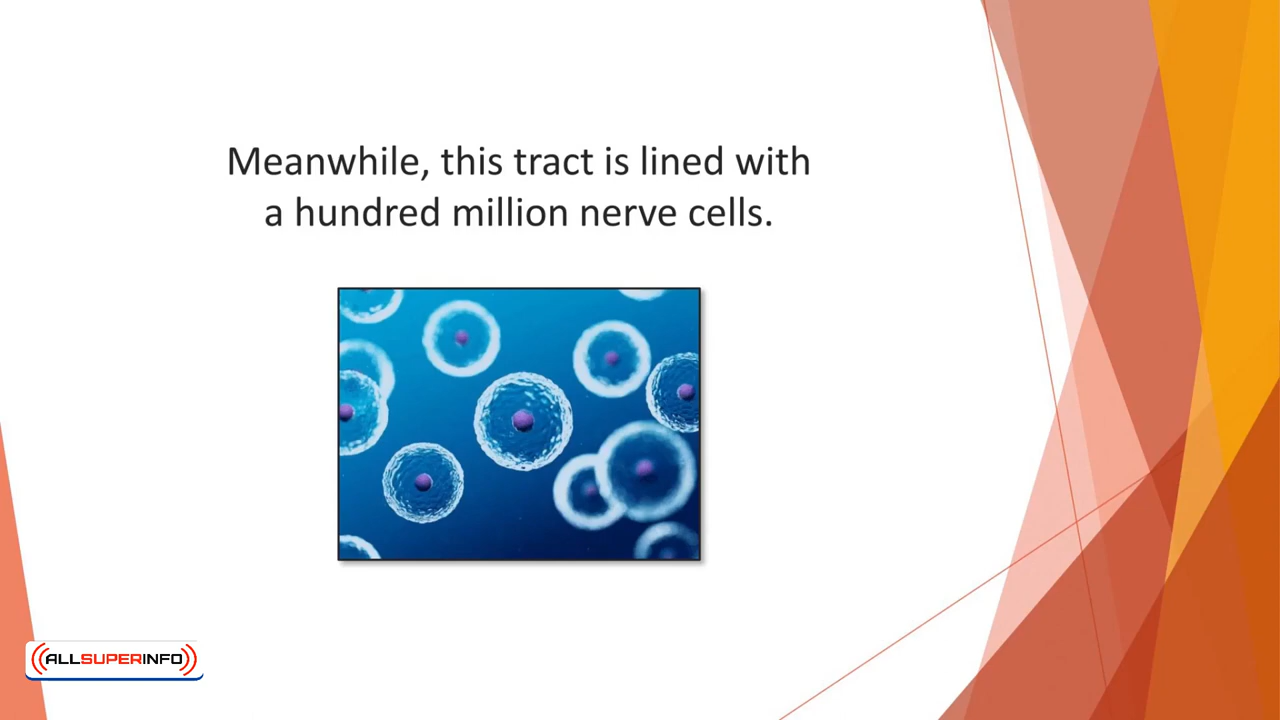 Meanwhile, this tract is lined with
a hundred million nerve cells.
ALLSUPERINFO